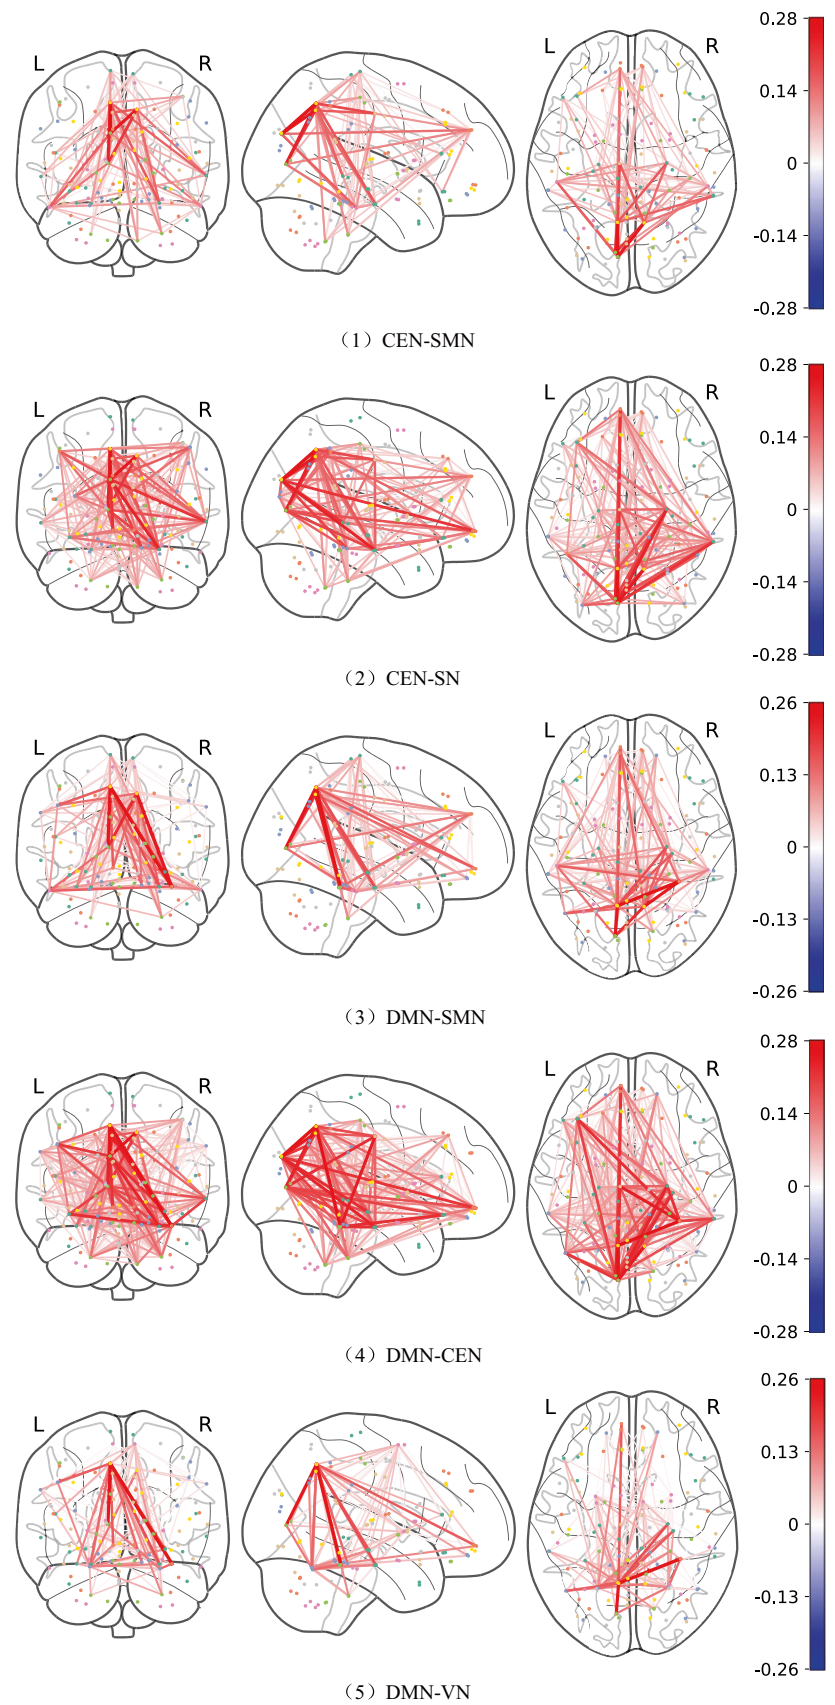 L R L R 0.28
0.14
0
-0.14
-0.28
（1）CEN-SMN
L R L R 0.28
0.14
0
-0.14
-0.28
（2）CEN-SN
L R L R 0.26
0.13
0
-0.13
-0.26
（3）DMN-SMN
L R L R 0.28
0.14
0
-0.14
-0.28
（4）DMN-CEN
L R L R 0.26
0.13
0
-0.13
-0.26
（5）DMN-VN